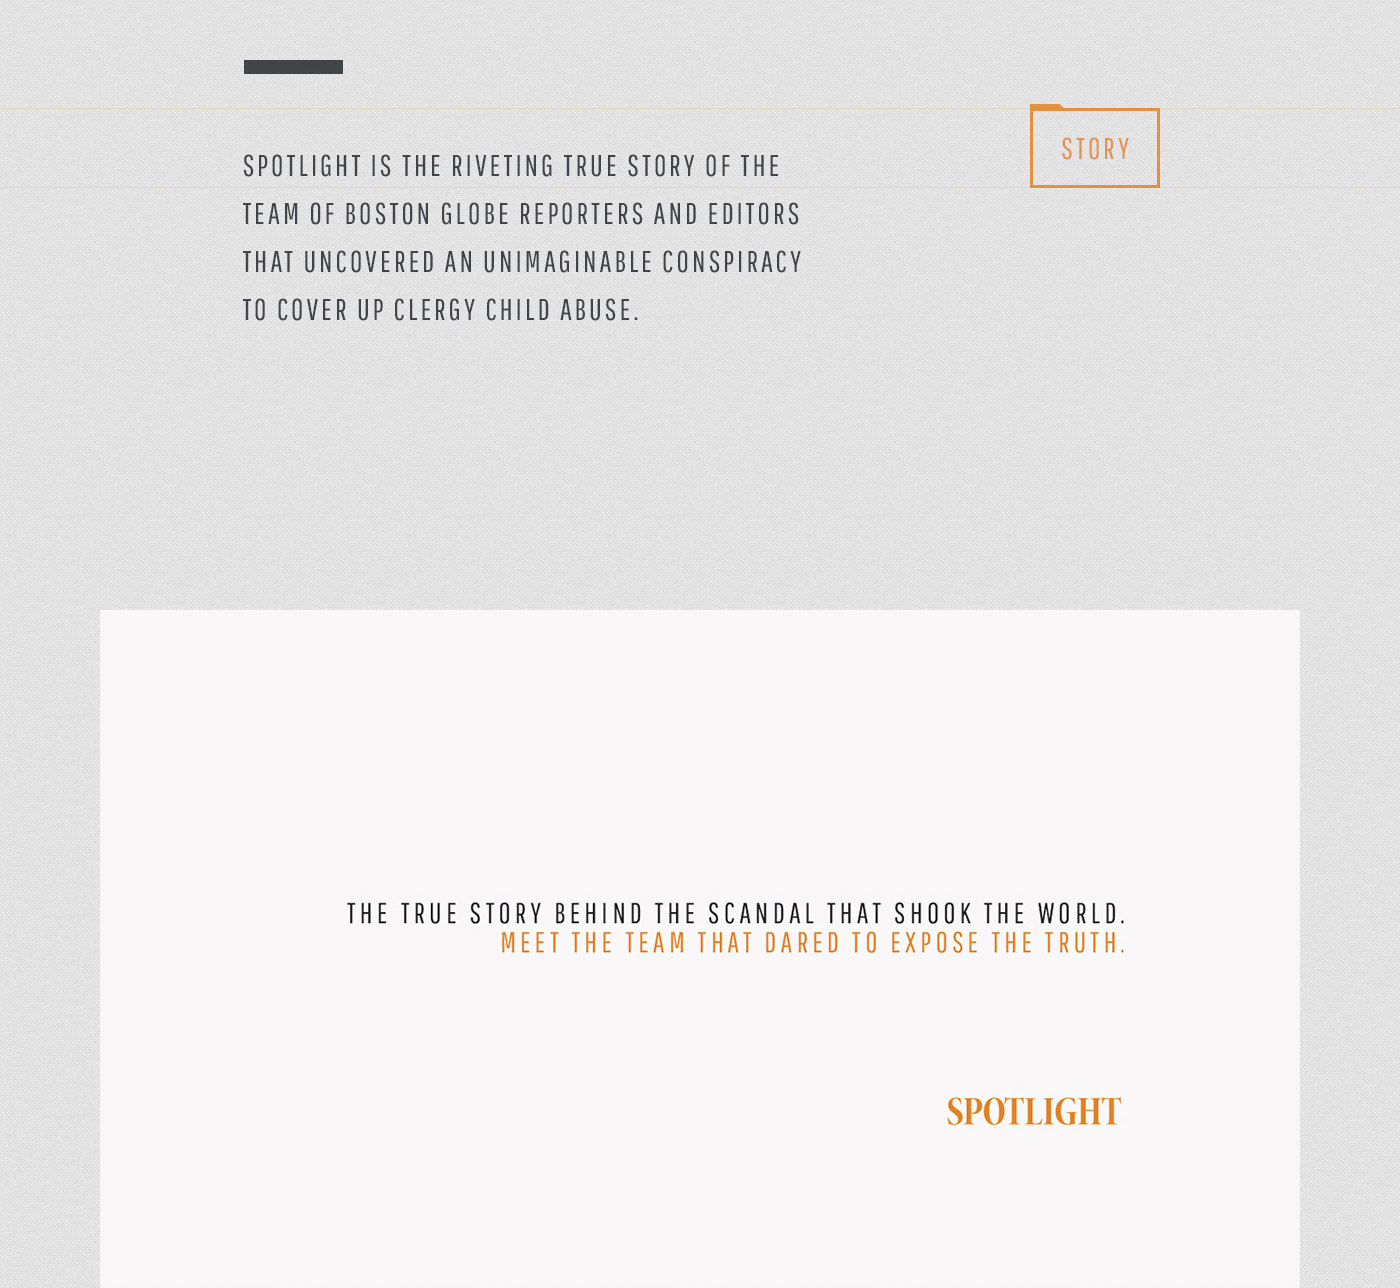 STORY
SPOTLIGHT IS THE RIVETING TRUE STORY OF THE
TEAM OF BOSTON GLOBE REPORTERS AND EDITORS
THAT UNCOVERED AN UNIMAGINABLE CONSPIRACY
TO COVER UP CLERGY CHILD ABUSE.
THE TRUE STORY BEHIND THE SCANDAL THAT SHOOK THE WORLD.
MEET THE TEAM THAT DARED TO EXPOSE THE TRUTH.
SPOTLIGHT